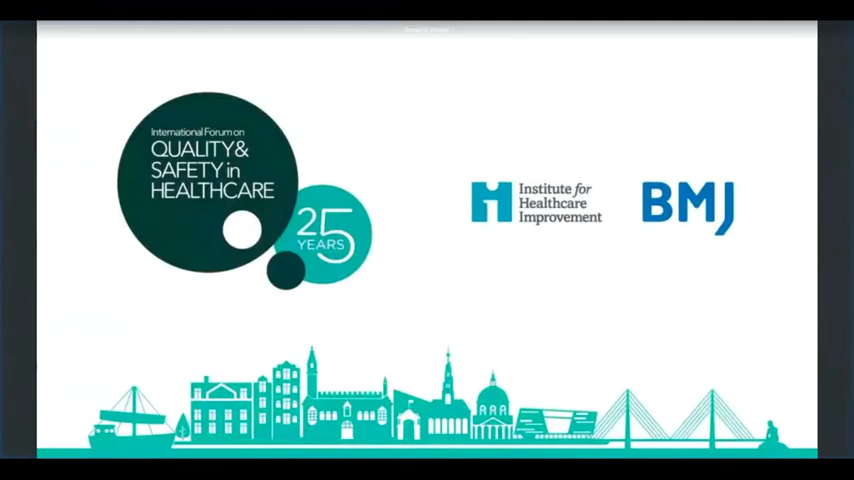 International Forum on
QUALITY &
SAFETY in
HEALTHCARE
25
YEARS
Institute for
Healthcare
Improvement
BMJ